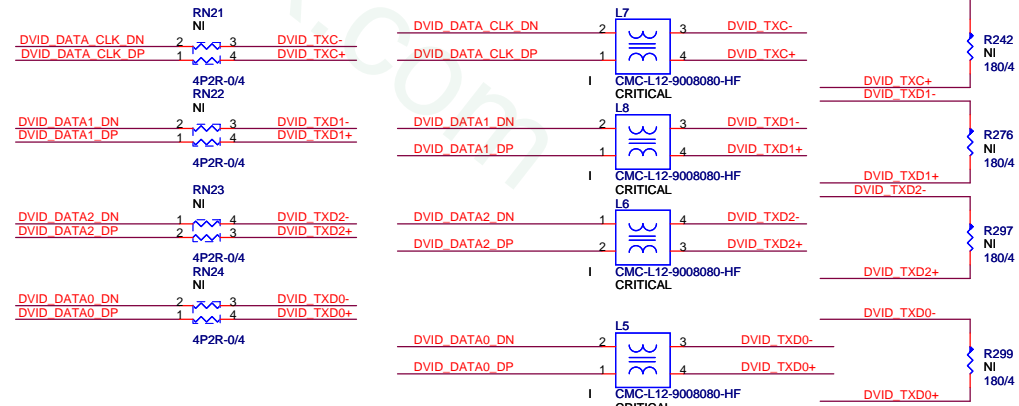 RN21
NI
DVID_DATA_CLK_DN 2 3 DVID_TXC-
DVID_DATA_CLK_DP 1 4 DVID_TXC+
4P2R-0/4
RN22
NI
DVID_DATA1_DN 2 3 DVID_TXD1-
DVID_DATA1_DP 1 4 DVID_TXD1+
4P2R-0/4
RN23
NI
DVID_DATA2_DN 1 4 DVID_TXD2-
DVID_DATA2_DP 2 3 DVID_TXD2+
4P2R-0/4
RN24
NI
DVID_DATA0_DN 2 3 DVID_TXD0-
DVID_DATA0_DP 1 4 DVID_TXD0+
4P2R-0/4
L7
DVID_DATA_CLK_DN 2 3 DVID_TXC-
DVID_DATA_CLK_DP 1 4 DVID_TXC+
I CMC-L12-9008080-HF
CRITICAL
L8
DVID_DATA1_DN 2 3 DVID_TXD1-
DVID_DATA1_DP 1 4 DVID_TXD1+
I CMC-L12-9008080-HF
CRITICAL
L6
DVID_DATA2_DN 1 4 DVID_TXD2-
DVID_DATA2_DP 2 3 DVID_TXD2+
I CMC-L12-9008080-HF
CRITICAL
L5
DVID_DATA0_DN 2 3 DVID_TXD0-
DVID_DATA0_DP 1 4 DVID_TXD0+
I CMC-L12-9008080-HF
CRITICAL
R242
NI
180/4
DVID_TXC+
DVID_TXD1-
R276
NI
180/4
DVID_TXD1+
DVID_TXD2-
R297
NI
180/4
DVID_TXD2+
DVID_TXD0-
R299
NI
180/4
DVID_TXD0+
.com